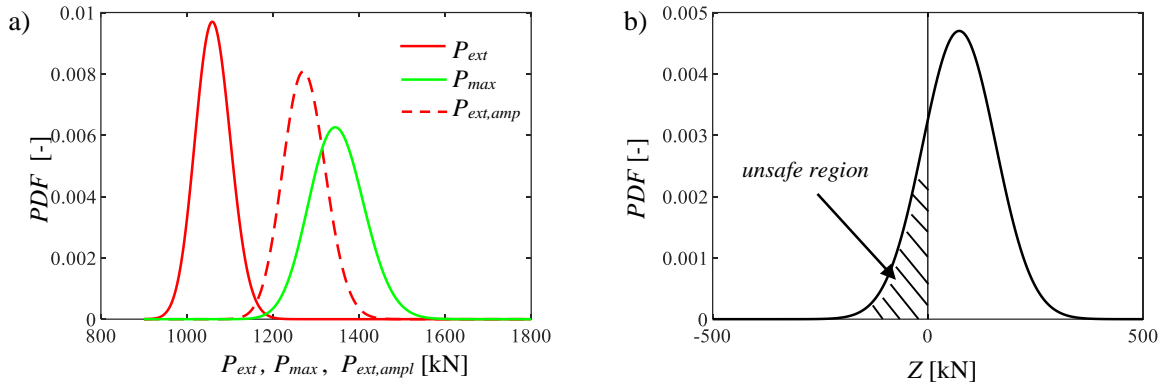 a)
0.01
0.008
0.006
0.004
0.002
0
PDF [-]
P_ext
P_max
P_ext,amp
800 1000 1200 1400 1600 1800
P_ext , P_max , P_ext,ampl [kN]
b)
0.005
0.004
0.003
0.002
0.001
0
PDF [-]
unsafe region
-500 0 500
Z [kN]